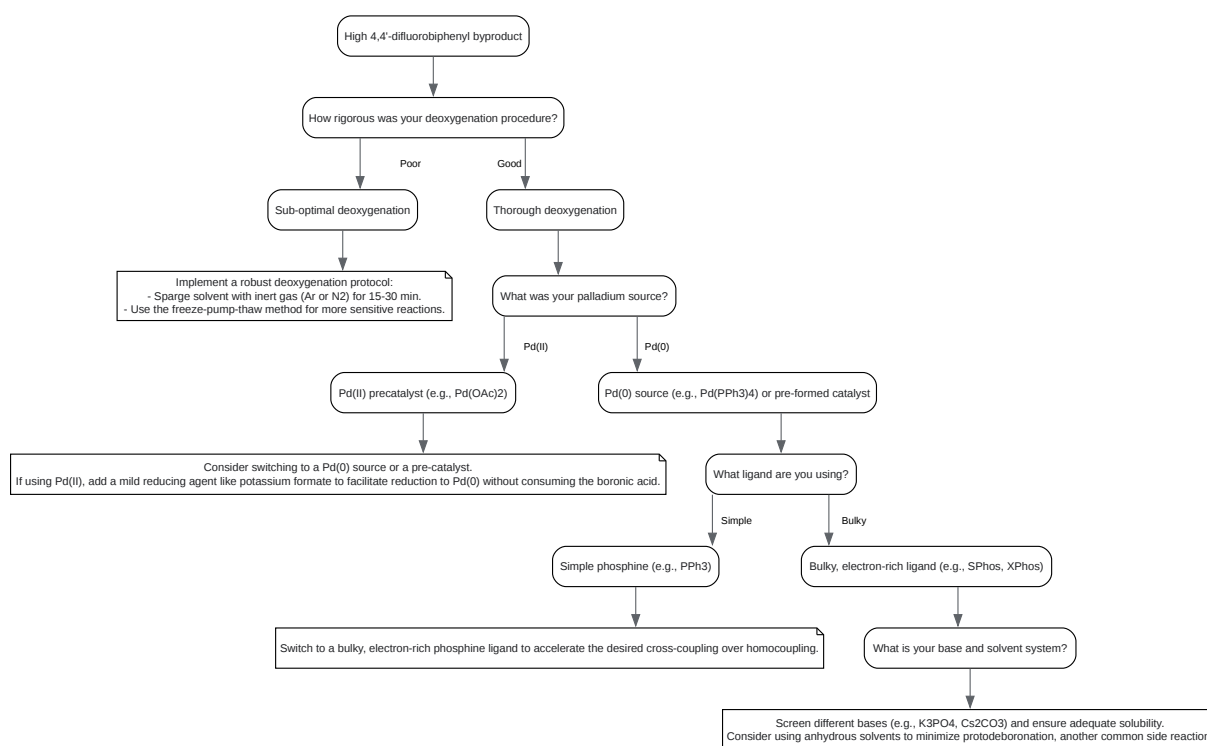 High 4,4'-difluorobiphenyl byproduct
How rigorous was your deoxygenation procedure?
Poor
Good
Sub-optimal deoxygenation
Thorough deoxygenation
Implement a robust deoxygenation protocol:
- Sparge solvent with inert gas (Ar or N2) for 15-30 min.
- Use the freeze-pump-thaw method for more sensitive reactions.
What was your palladium source?
Pd(II)
Pd(0)
Pd(II) precatalyst (e.g., Pd(OAc)2)
Pd(0) source (e.g., Pd(PPh3)4) or pre-formed catalyst
Consider switching to a Pd(0) source or a pre-catalyst.
If using Pd(II), add a mild reducing agent like potassium formate to facilitate reduction to Pd(0) without consuming the boronic acid.
What ligand are you using?
Simple
Bulky
Simple phosphine (e.g., PPh3)
Bulky, electron-rich ligand (e.g., SPhos, XPhos)
Switch to a bulky, electron-rich phosphine ligand to accelerate the desired cross-coupling over homocoupling.
What is your base and solvent system?
Screen different bases (e.g., K3PO4, Cs2CO3) and ensure adequate solubility.
Consider using anhydrous solvents to minimize protodeboronation, another common side reaction